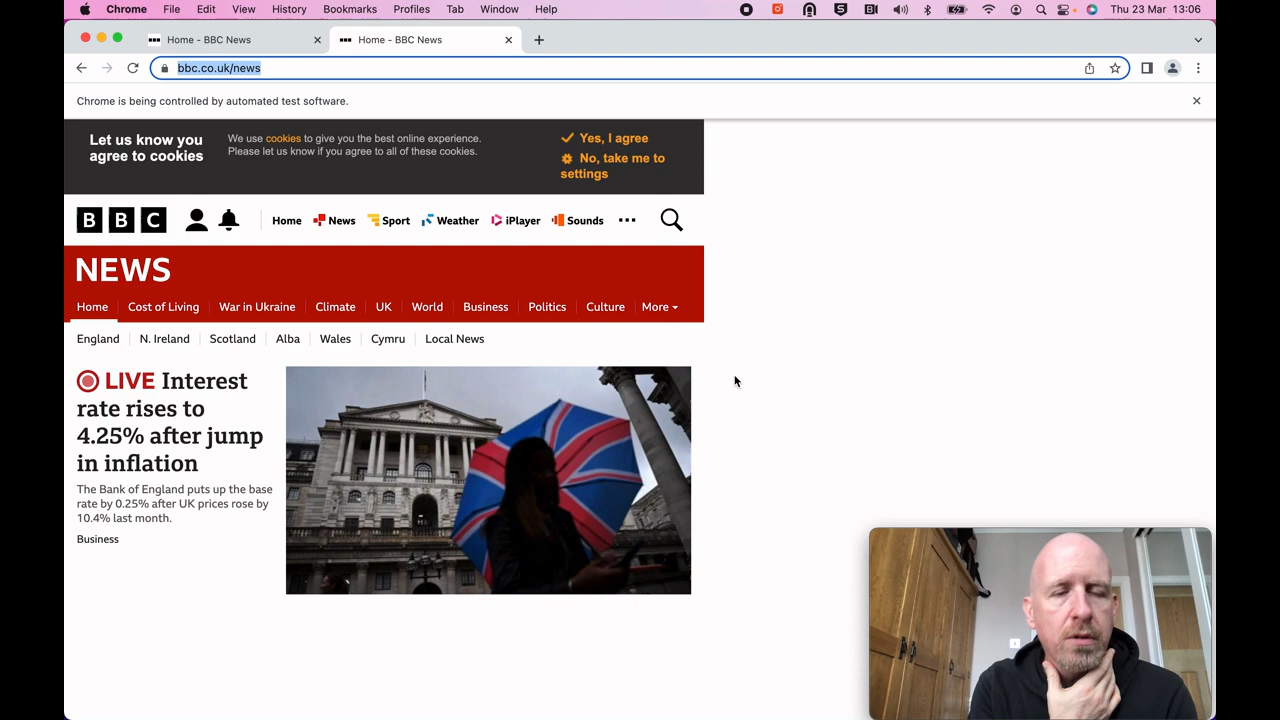 Chrome File Edit View History Bookmarks Profiles Tab Window Help Thu 23 Mar 13:06
Home - BBC News Home - BBC News
bbc.co.uk/news
Chrome is being controlled by automated test software.
Let us know you
agree to cookies
We use cookies to give you the best online experience.
Please let us know if you agree to all of these cookies.
Yes, I agree
No, take me to
settings
BBC Home News Sport Weather iPlayer Sounds
NEWS
Home Cost of Living War in Ukraine Climate UK World Business Politics Culture More
England N. Ireland Scotland Alba Wales Cymru Local News
LIVE Interest
rate rises to
4.25% after jump
in inflation
The Bank of England puts up the base
rate by 0.25% after UK prices rose by
10.4% last month.
Business